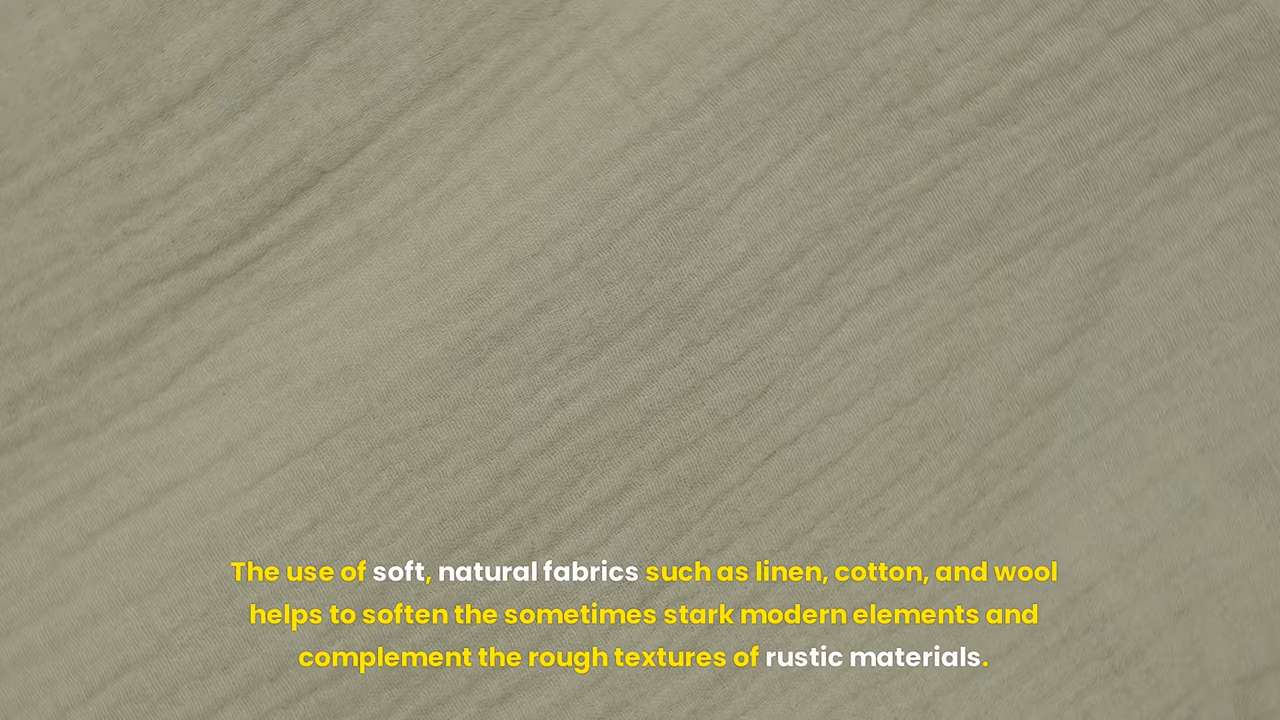 The use of soft, natural fabrics such as linen, cotton, and wool
helps to soften the sometimes stark modern elements and
complement the rough textures of rustic materials.